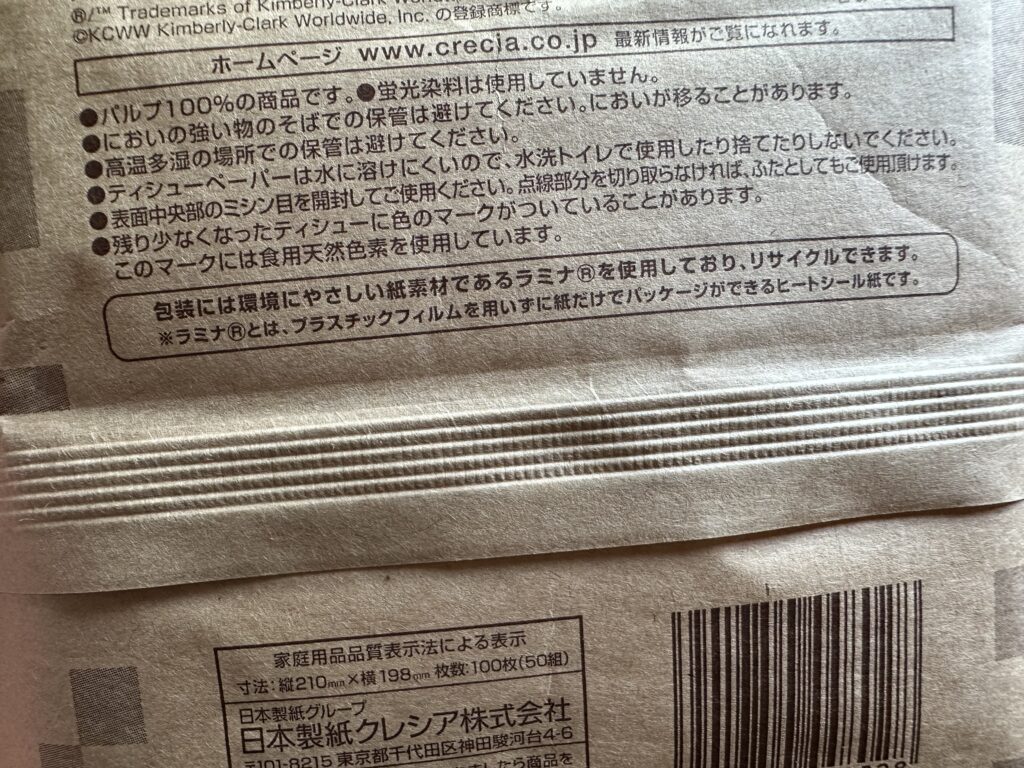 ®/™ Trademarks of Kimberly-Clark
©KCWW Kimberly-Clark Worldwide, Inc. の登録商標です。
ホームページ www.crecia.co.jp 最新情報がご覧になれます。
●パルプ100%の商品です。●蛍光染料は使用していません。
●においの強い物のそばでの保管は避けてください。においが移ることがあります。
●高温多湿の場所での保管は避けてください。
●ティシューペーパーは水に溶けにくいので、水洗トイレで使用したり捨てたりしないでください。
●表面中央部のミシン目を開封してご使用ください。点線部分を切り取らなければ、ふたとしてもご使用頂けます。
●残り少なくなったティシューに色のマークがついていることがあります。
このマークには食用天然色素を使用しています。
包装には環境にやさしい紙素材であるラミナ®を使用しており、リサイクルできます。
※ラミナ®とは、プラスチックフィルムを用いずに紙だけでパッケージができるヒートシール紙です。
家庭用品品質表示法による表示
寸法:縦210mm×横198mm 枚数:100枚(50組)
日本製紙グループ
日本製紙クレシア株式会社
〒101-8215 東京都千代田区神田駿河台4-6